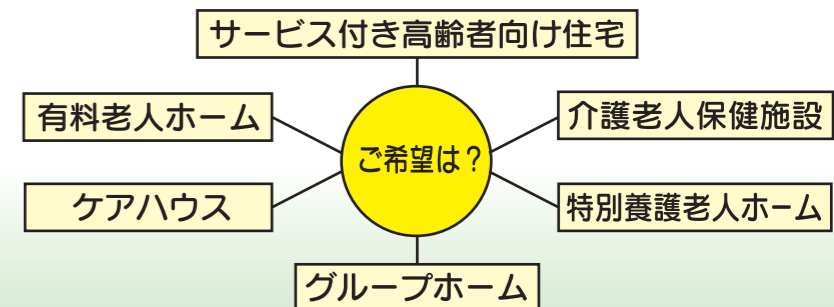 サービス付き高齢者向け住宅
有料老人ホーム
介護老人保健施設
ご希望は？
ケアハウス
特別養護老人ホーム
グループホーム